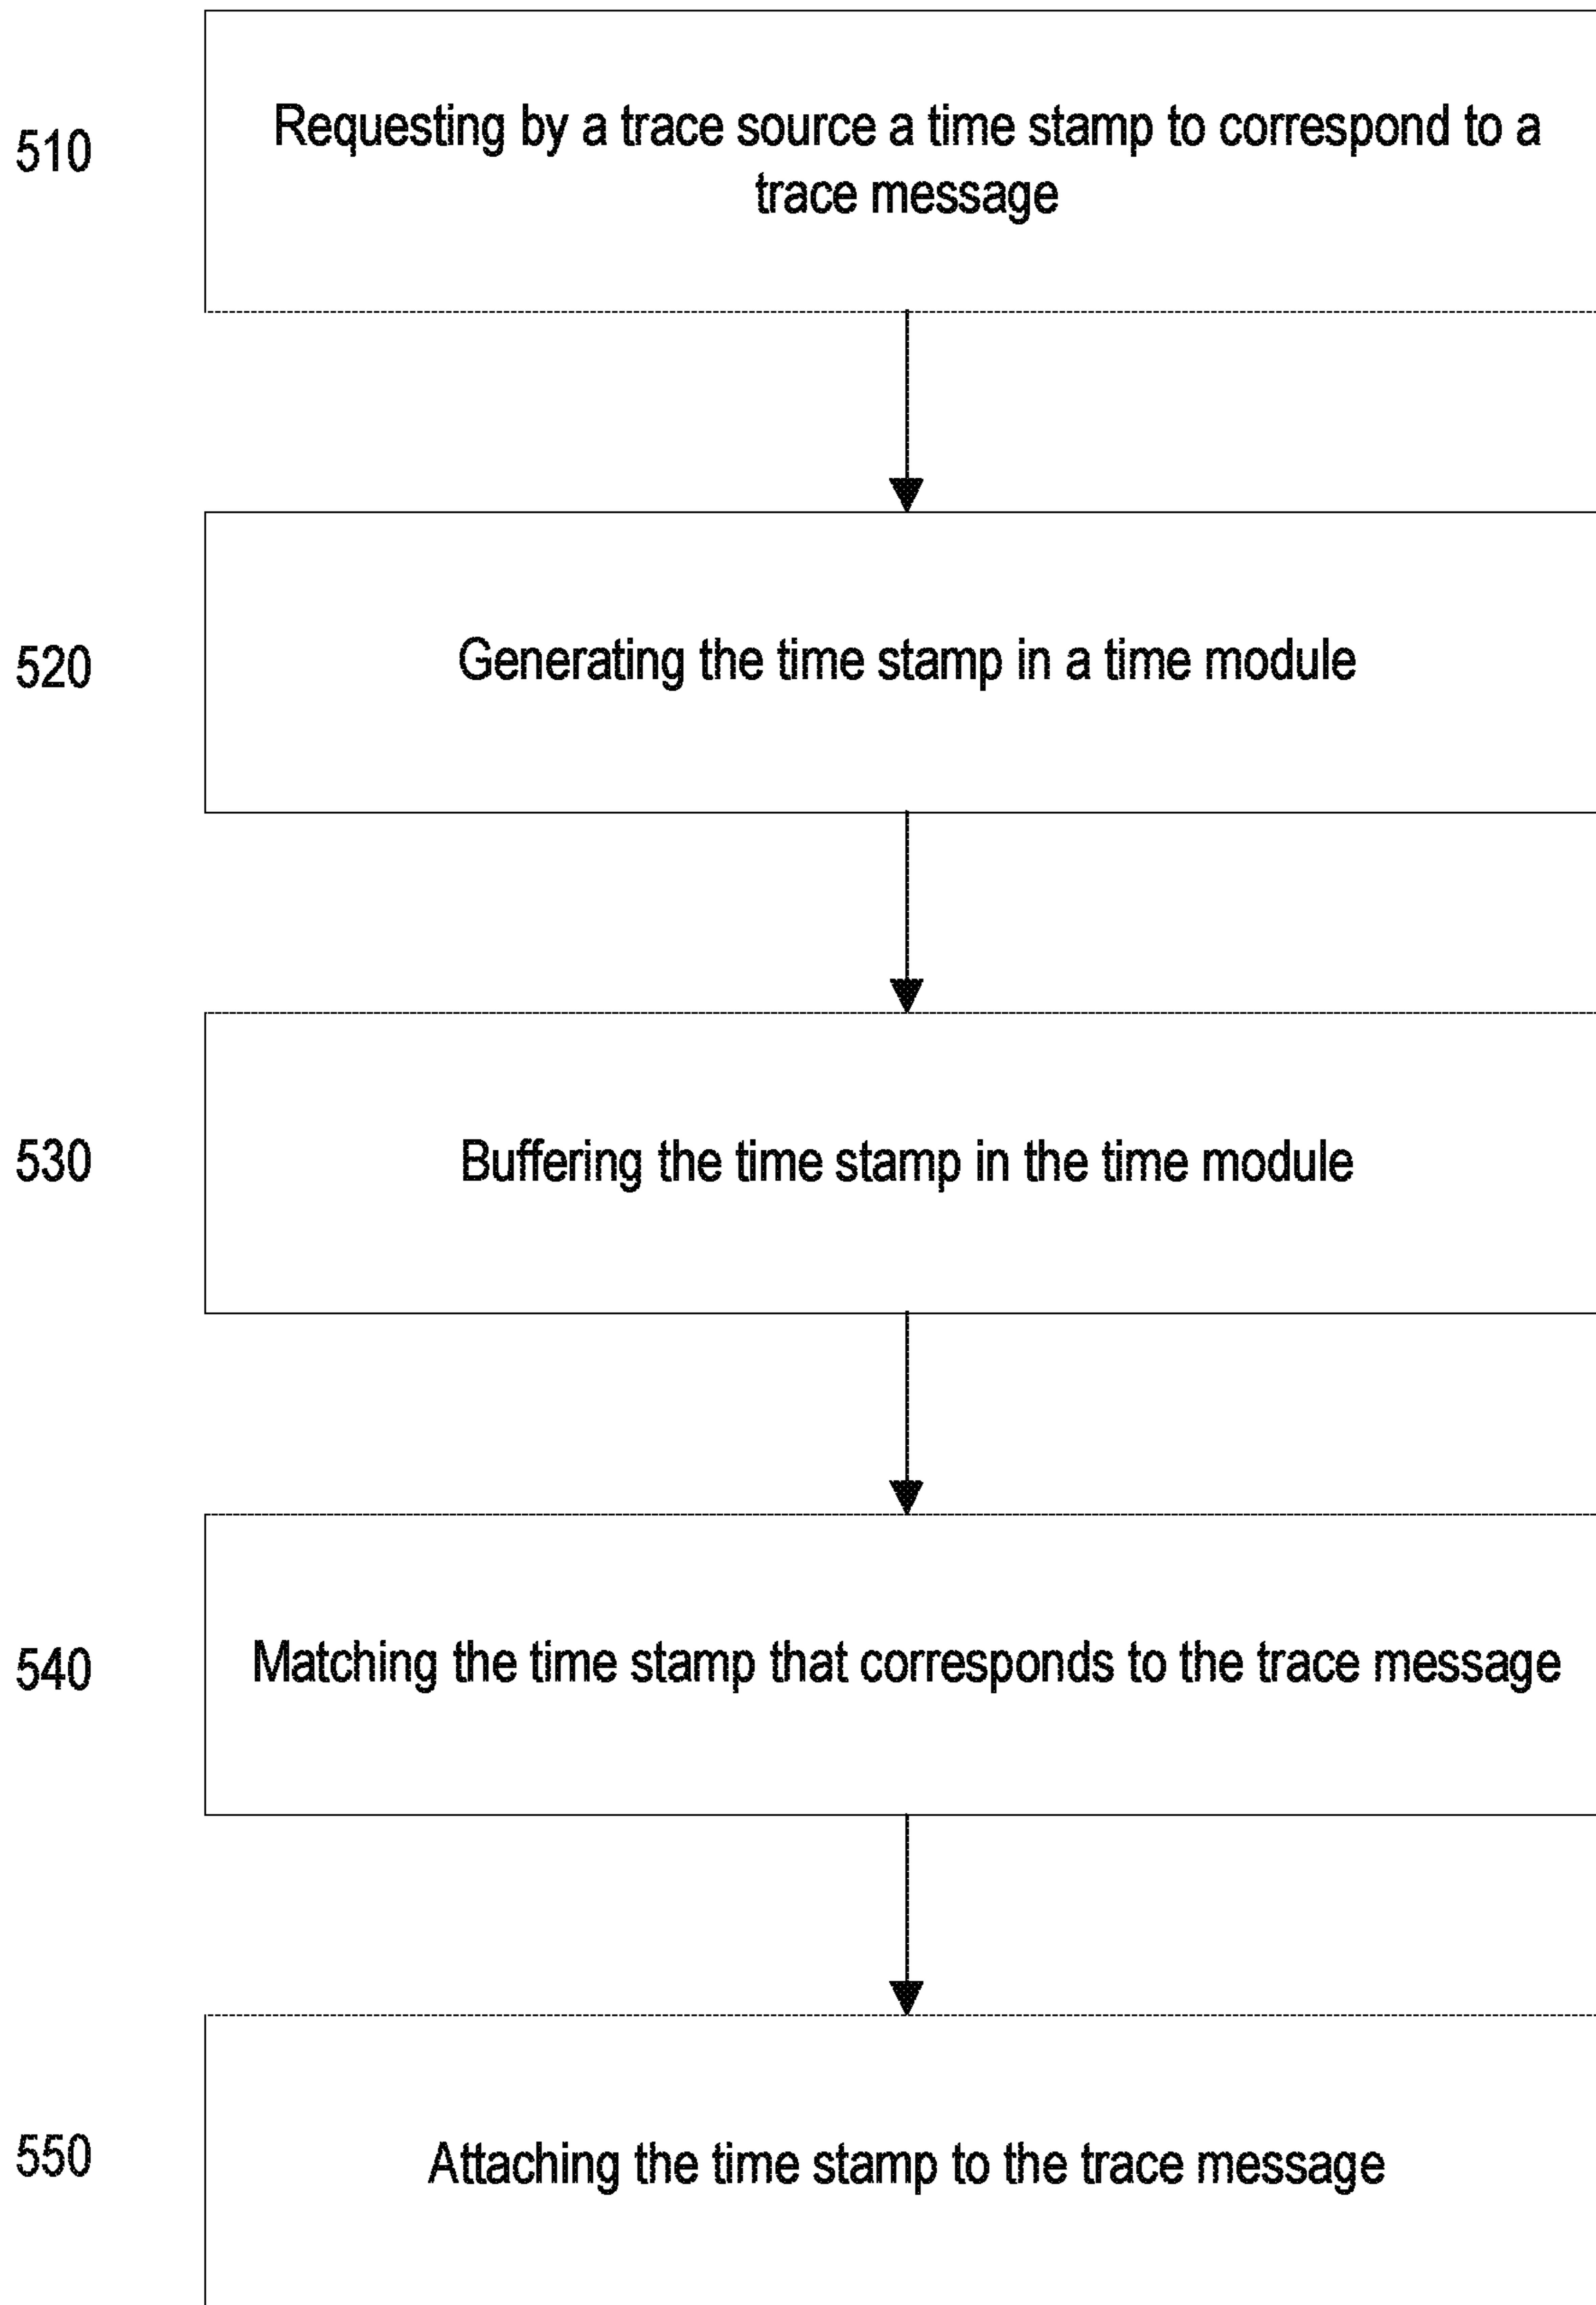 510
Requesting by a trace source a time stamp to correspond to a
trace message
520
Generating the time stamp in a time module
530
Buffering the time stamp in the time module
540
Matching the time stamp that corresponds to the trace message
550
Attaching the time stamp to the trace message